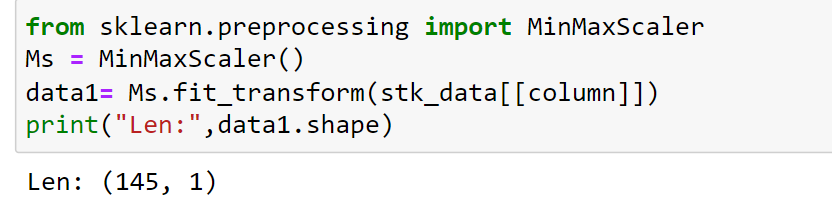 from sklearn.preprocessing import MinMaxScaler
Ms = MinMaxScaler()
data1= Ms.fit_transform(stk_data[[column]])
print("Len:",data1.shape)
Len: (145, 1)